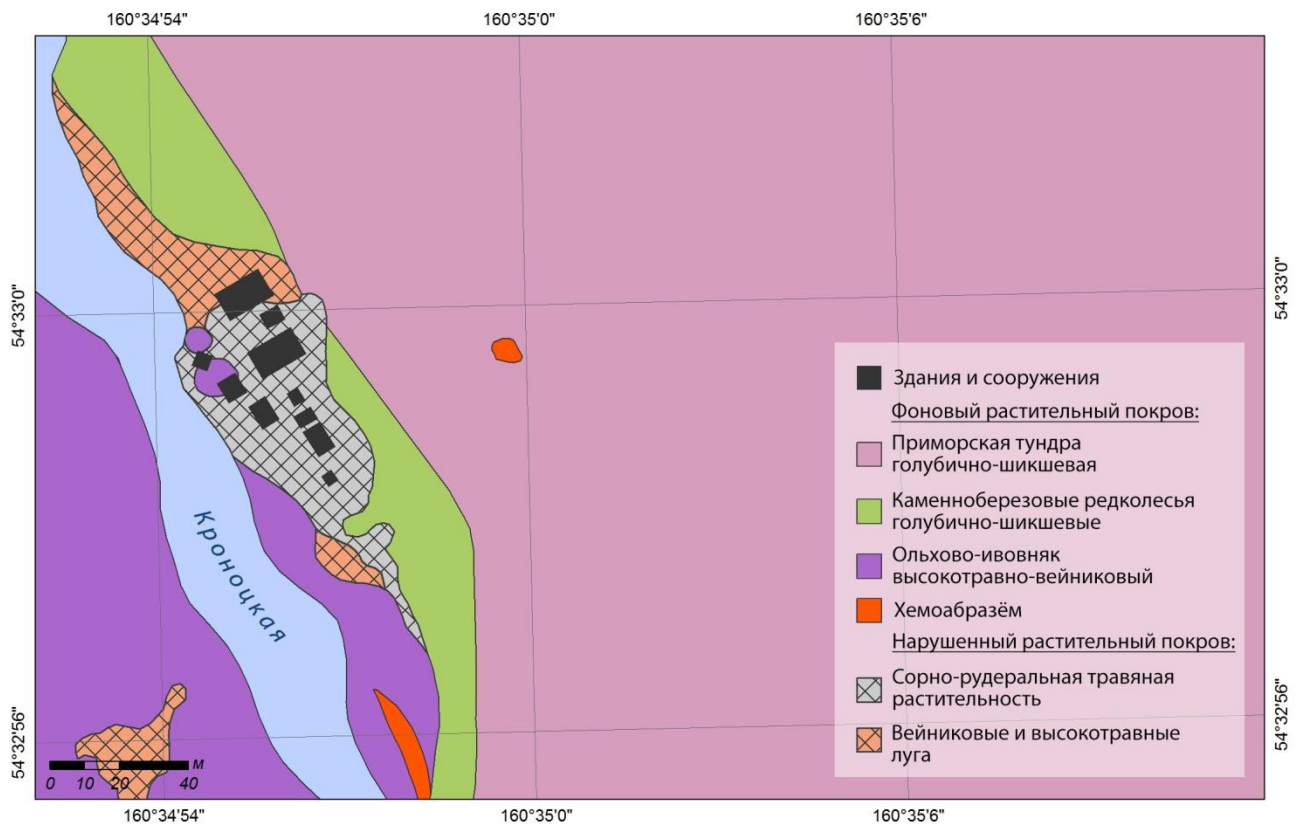 160°34'54" 160°35'0" 160°35'6"
54°33'0" 54°33'0"
Здания и сооружения
Фоновый растительный покров:
Приморская тундра
голубично-шикшевая
Каменноберезовые редколесья
голубично-шикшевые
Ольхово-ивовняк
высокотравно-вейниковый
Хемоабразём
Нарушенный растительный покров:
Сорно-рудеральная травяная
растительность
Вейниковые и высокотравные
луга
Кроноцкая
54°32'56" 54°32'56"
м
0 10 20 40
160°34'54" 160°35'0" 160°35'6"